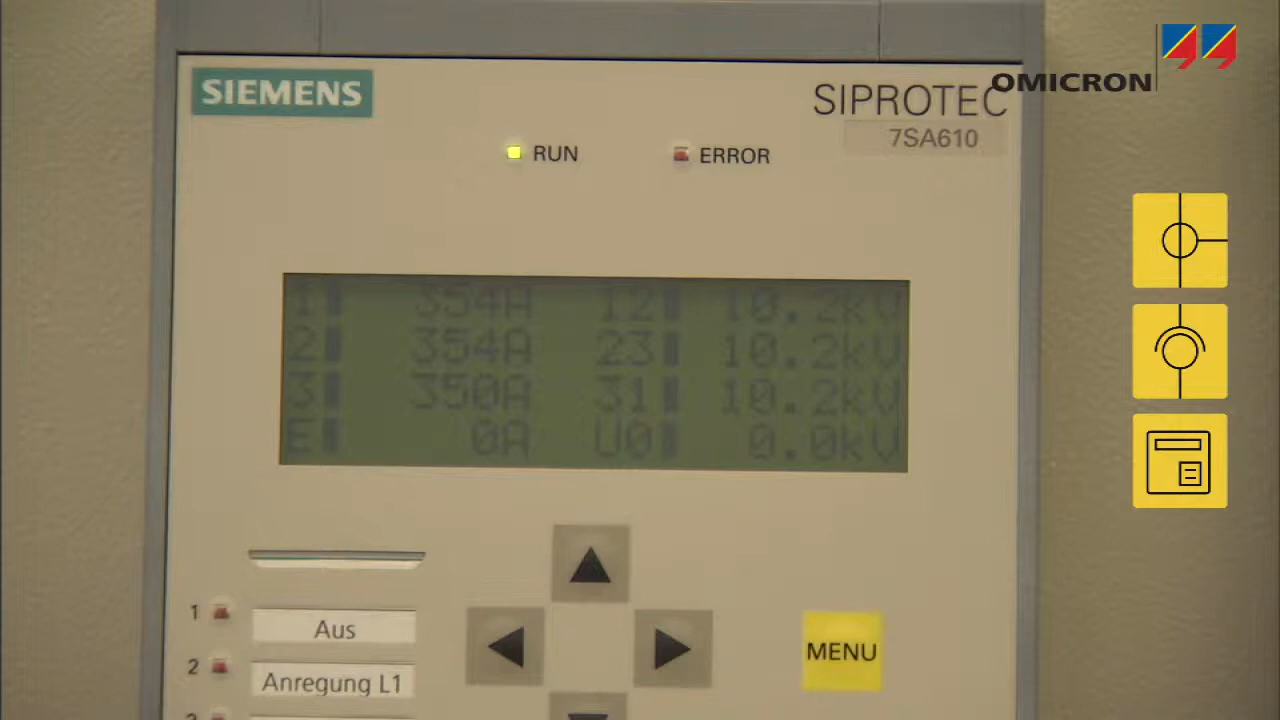 SIEMENS
SIPROTEC
OMICRON
7SA610
RUN
ERROR
1 354A 12 10.2kV
2 354A 23 10.2kV
3 350A 31 10.2kV
E 0A U0 0.0kV
1 Aus
2 Anregung L1
MENU